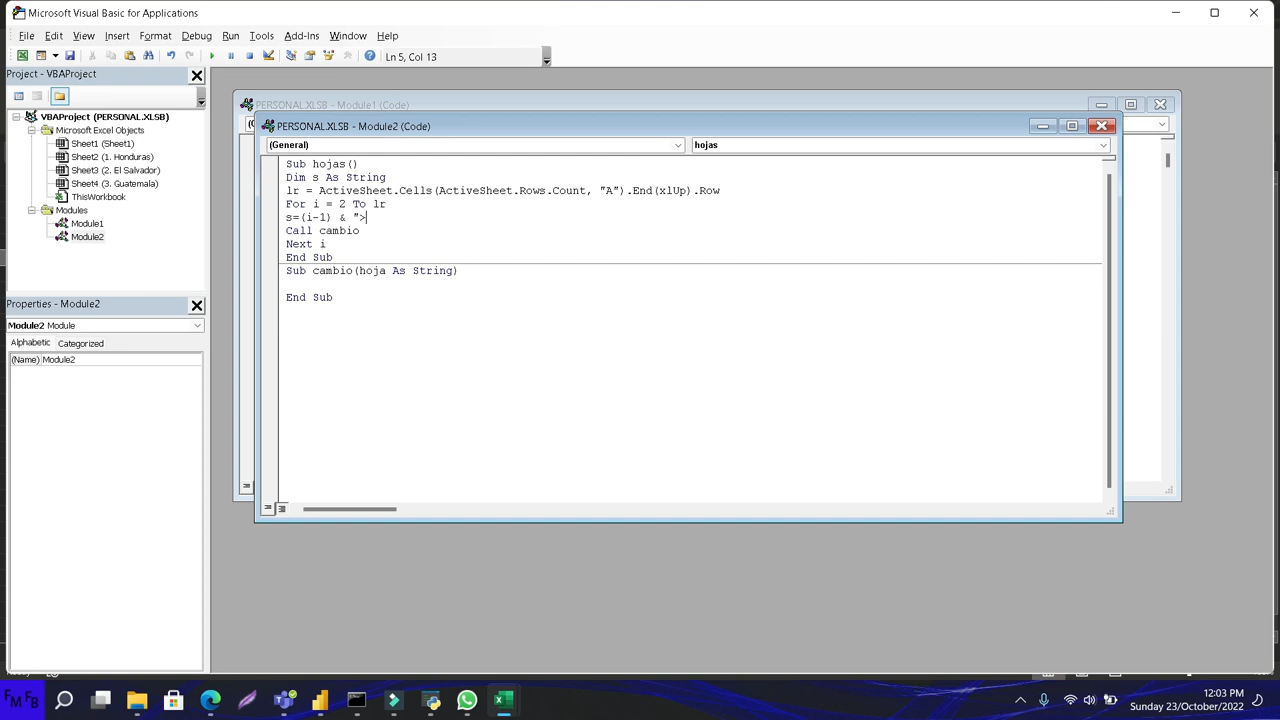 Microsoft Visual Basic for Applications
File Edit View Insert Format Debug Run Tools Add-Ins Window Help
Ln 5, Col 13
Project - VBAProject
VBAProject (PERSONAL.XLSB)
Microsoft Excel Objects
Sheet1 (Sheet1)
Sheet2 (1. Honduras)
Sheet3 (2. El Salvador)
Sheet4 (3. Guatemala)
ThisWorkbook
Modules
Module1
Module2
Properties - Module2
Module2 Module
Alphabetic Categorized
(Name) Module2
PERSONAL.XLSB - Module1 (Code)
PERSONAL.XLSB - Module2 (Code)
(General) hojas
Sub hojas()
Dim s As String
lr = ActiveSheet.Cells(ActiveSheet.Rows.Count, "A").End(xlUp).Row
For i = 2 To lr
s=(i-1) & ">
Call cambio
Next i
End Sub
Sub cambio(hoja As String)
End Sub
FM FB
12:03 PM
Sunday 23/October/2022